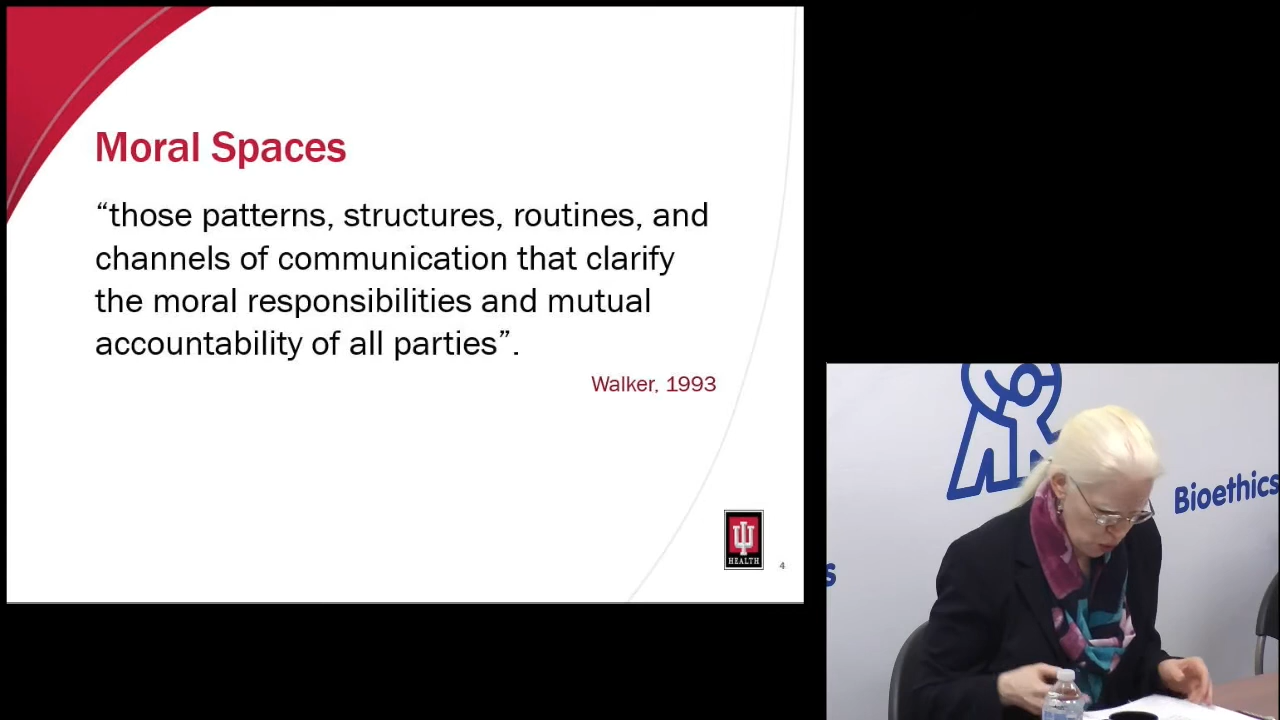 Moral Spaces
“those patterns, structures, routines, and
channels of communication that clarify
the moral responsibilities and mutual
accountability of all parties”.
Walker, 1993
HEALTH
4
Bioethics
s